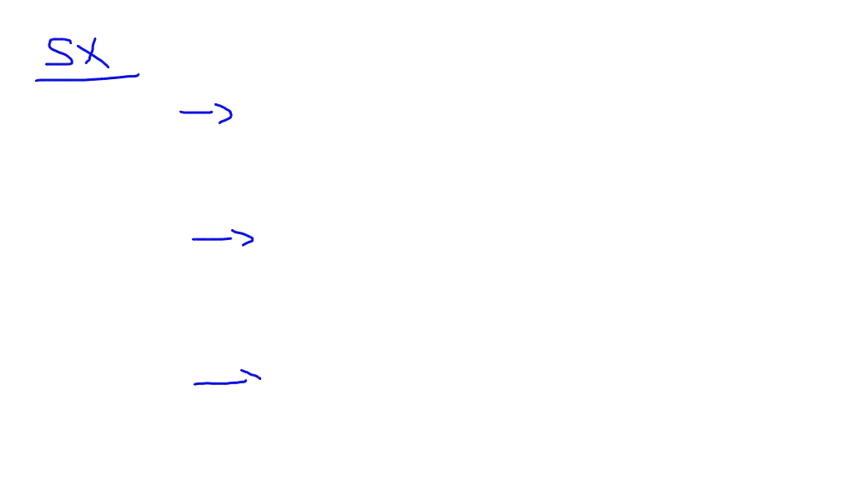 SX
→
→
→